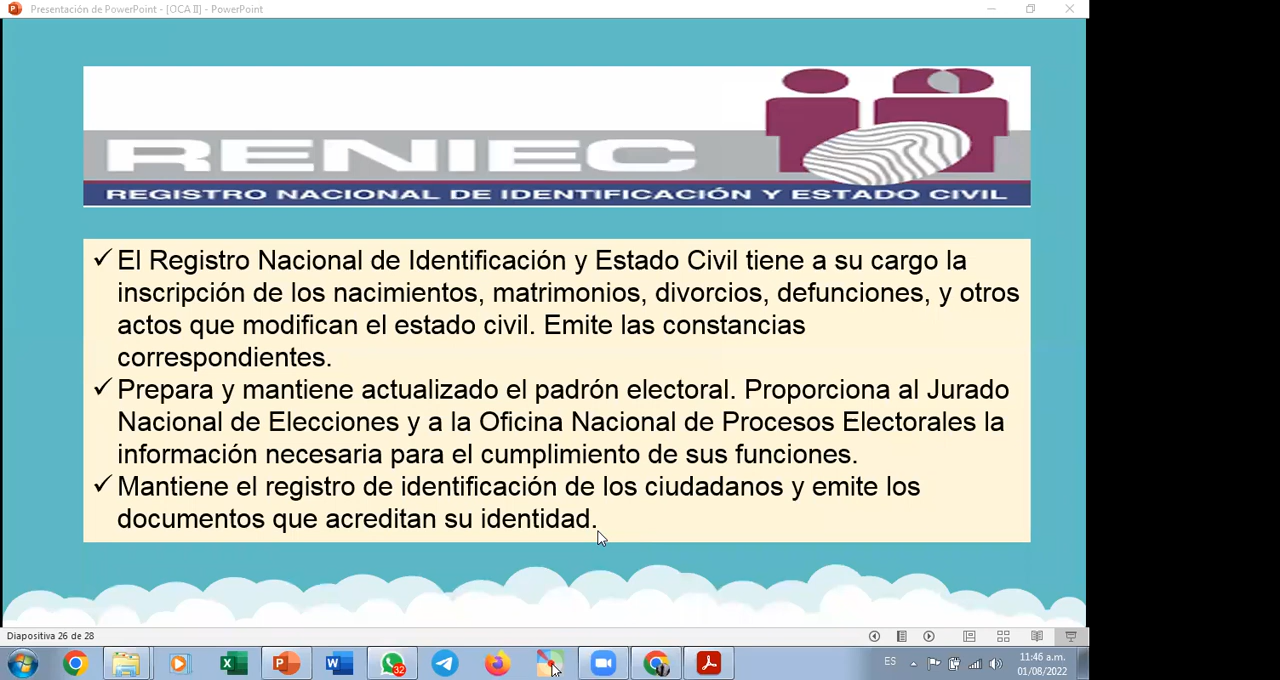 Presentación de PowerPoint - [OCA II] - PowerPoint
RENIEC
REGISTRO NACIONAL DE IDENTIFICACIÓN Y ESTADO CIVIL
✓ El Registro Nacional de Identificación y Estado Civil tiene a su cargo la
inscripción de los nacimientos, matrimonios, divorcios, defunciones, y otros
actos que modifican el estado civil. Emite las constancias
correspondientes.
✓ Prepara y mantiene actualizado el padrón electoral. Proporciona al Jurado
Nacional de Elecciones y a la Oficina Nacional de Procesos Electorales la
información necesaria para el cumplimiento de sus funciones.
✓ Mantiene el registro de identificación de los ciudadanos y emite los
documentos que acreditan su identidad.
Diapositiva 26 de 28
32
ES
11:46 a.m.
01/08/2022